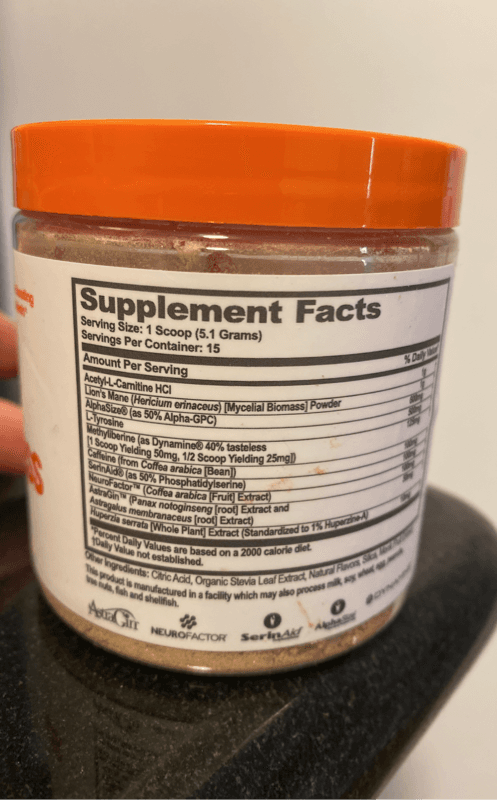 Supplement Facts
Serving Size: 1 Scoop (5.1 Grams)
Servings Per Container: 15
Amount Per Serving
% Daily Value
Acetyl-L-Carnitine HCl
Lion's Mane (Hericium erinaceus) [Mycelial Biomass] Powder
AlphaSize® (as 50% Alpha-GPC)
L-Tyrosine
Methylliberine (as Dynamine® 40% tasteless
[1 Scoop Yielding 50mg, 1/2 Scoop Yielding 25mg])
Caffeine (from Coffea arabica [Bean])
SerinAid® (as 50% Phosphatidylserine)
NeuroFactor™ (Coffea arabica [Fruit] Extract)
AstraGin™ (Panax notoginseng [root] Extract and
Astragalus membranaceus [root] Extract)
Huperzia serrata [Whole Plant] Extract (Standardized to 1% Huperzine-A)
*Percent Daily Values are based on a 2000 calorie diet.
†Daily Value not established.
Other Ingredients: Citric Acid, Organic Stevia Leaf Extract, Natural Flavors, Silica,
This product is manufactured in a facility which may also process milk, soy, wheat, egg, peanuts,
tree nuts, fish and shellfish.
AstraGin
NEUROFACTOR
SerinAid
AlphaSize